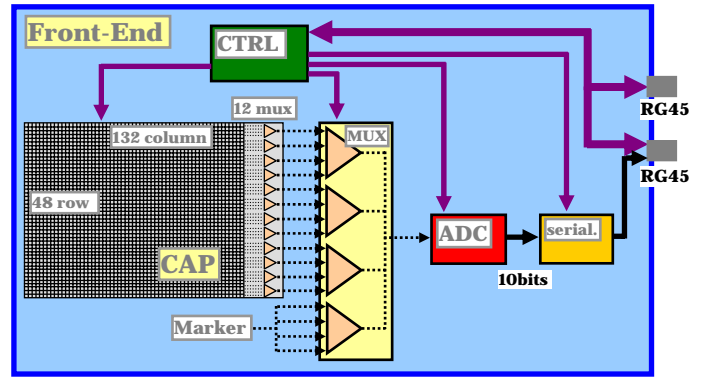 Front-End
CTRL
RG45
12 mux
132 column
MUX
RG45
48 row
ADC
serial.
CAP
10bits
Marker